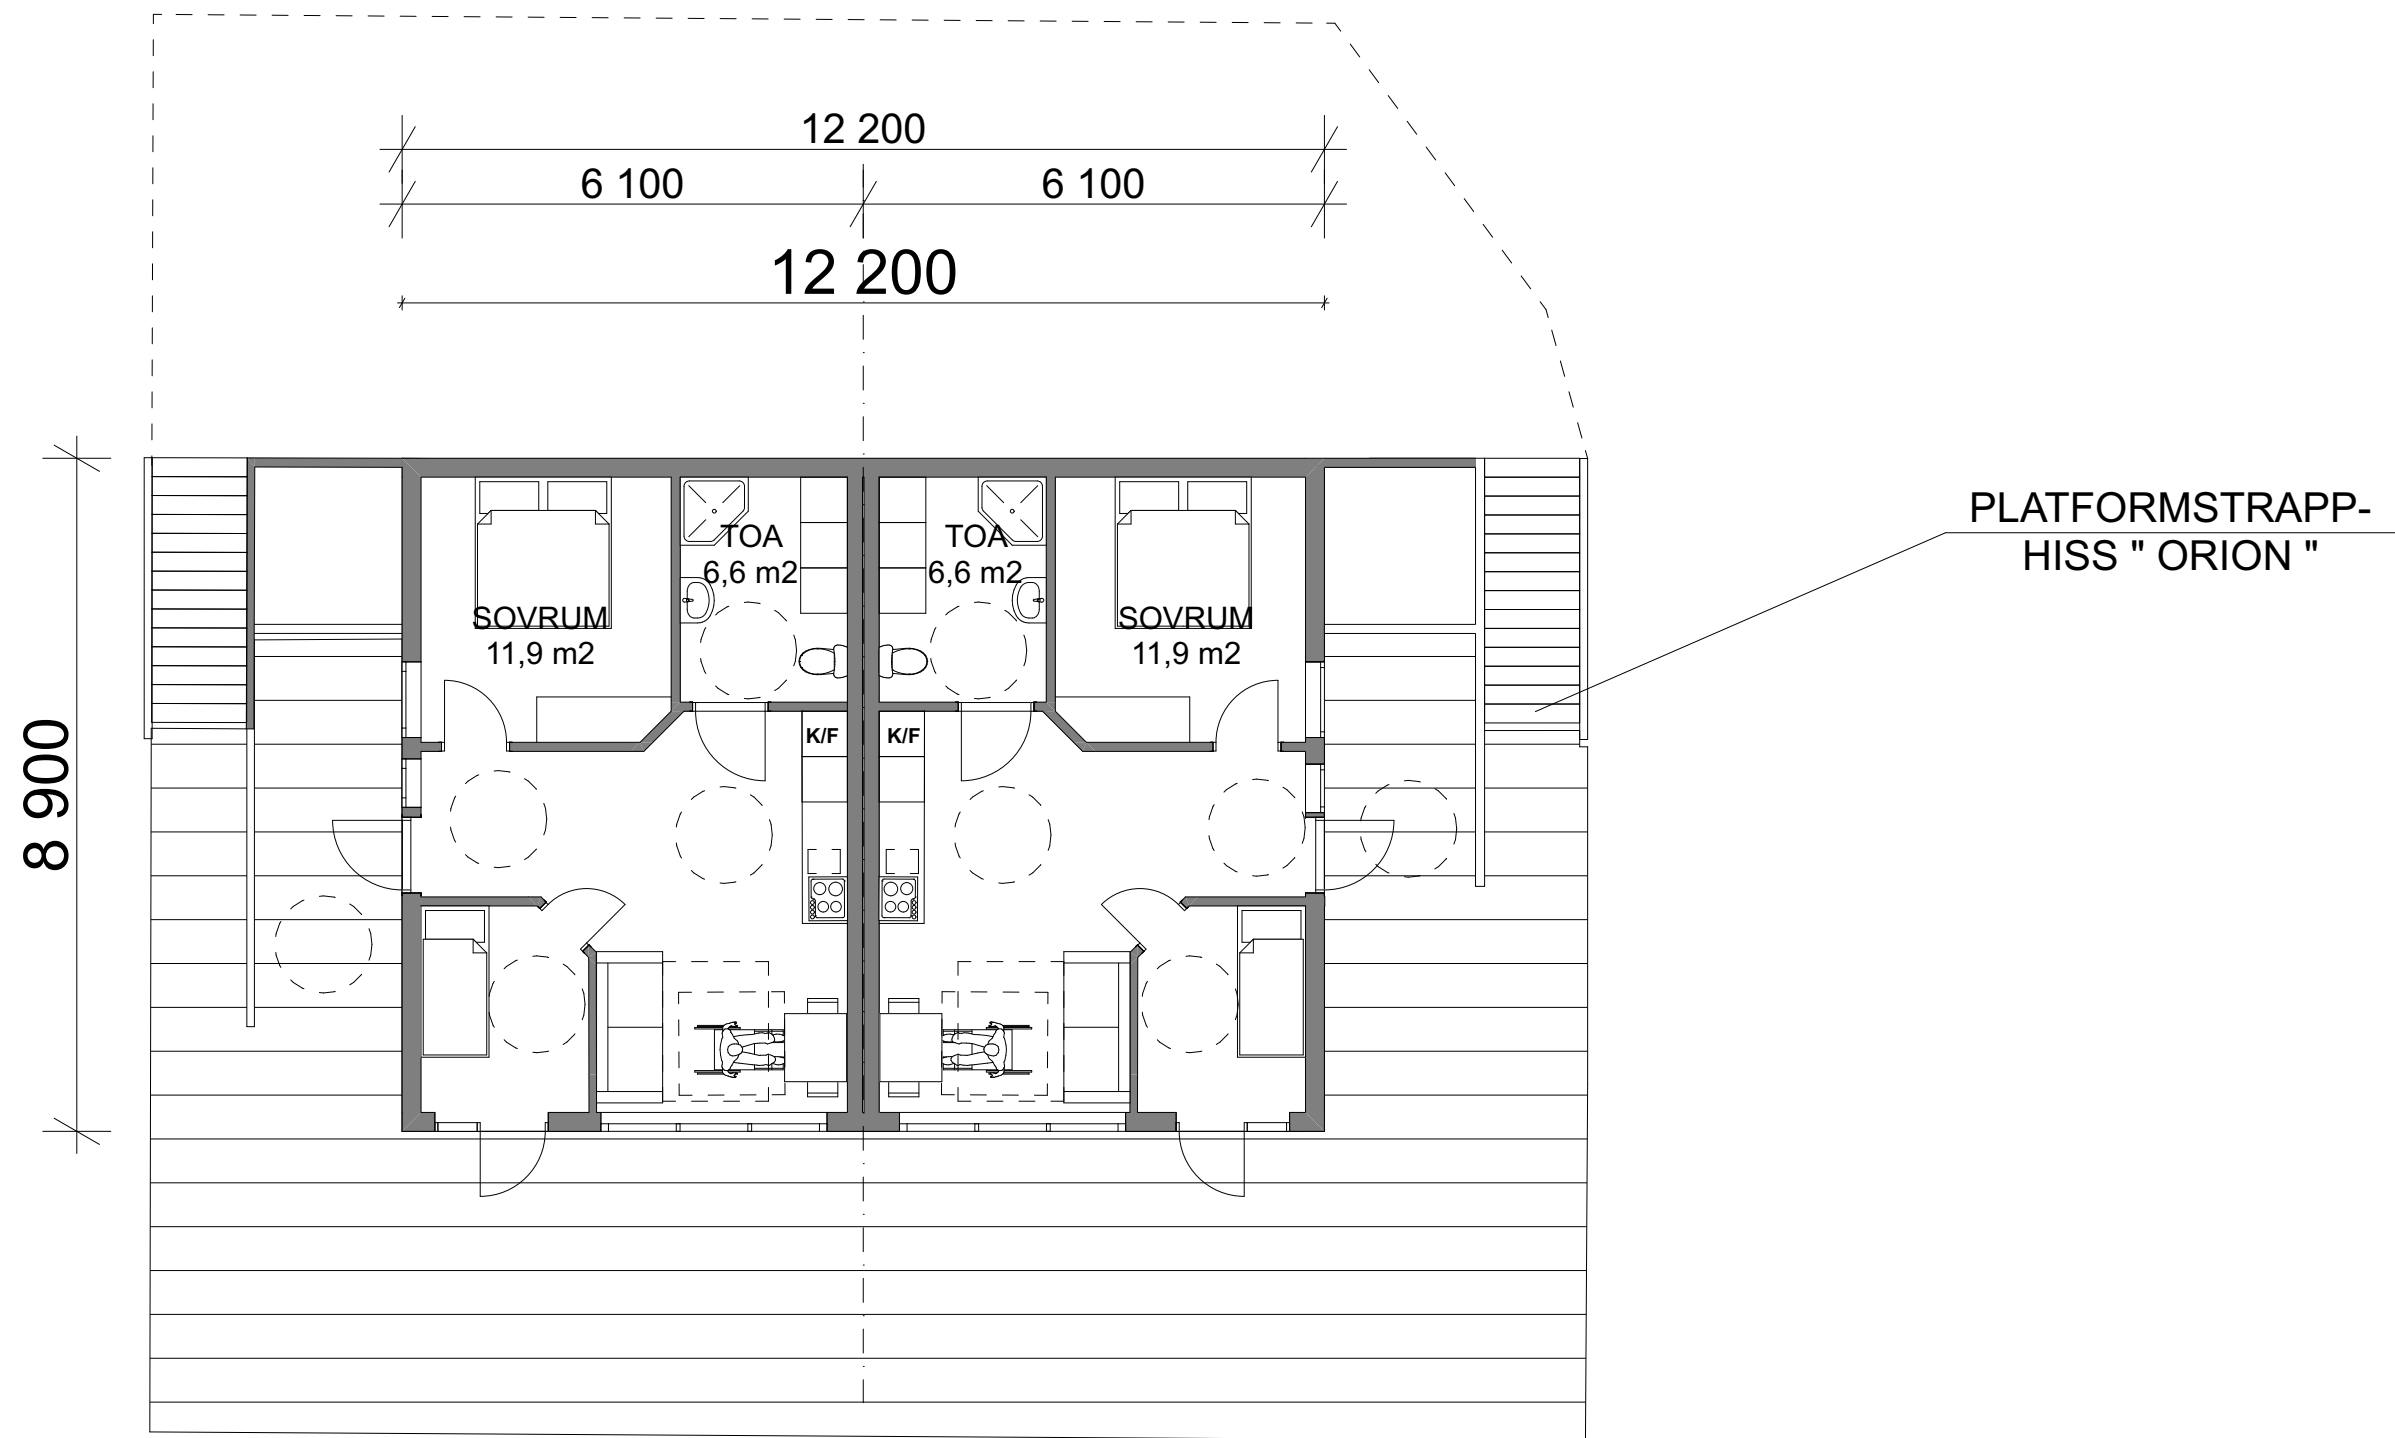 12 200
6 100
6 100
12 200
8 900
PLATFORMSTRAPP-
HISS " ORION "
TOA
6,6 m2
TOA
6,6 m2
SOVRUM
11,9 m2
SOVRUM
11,9 m2
K/F
K/F